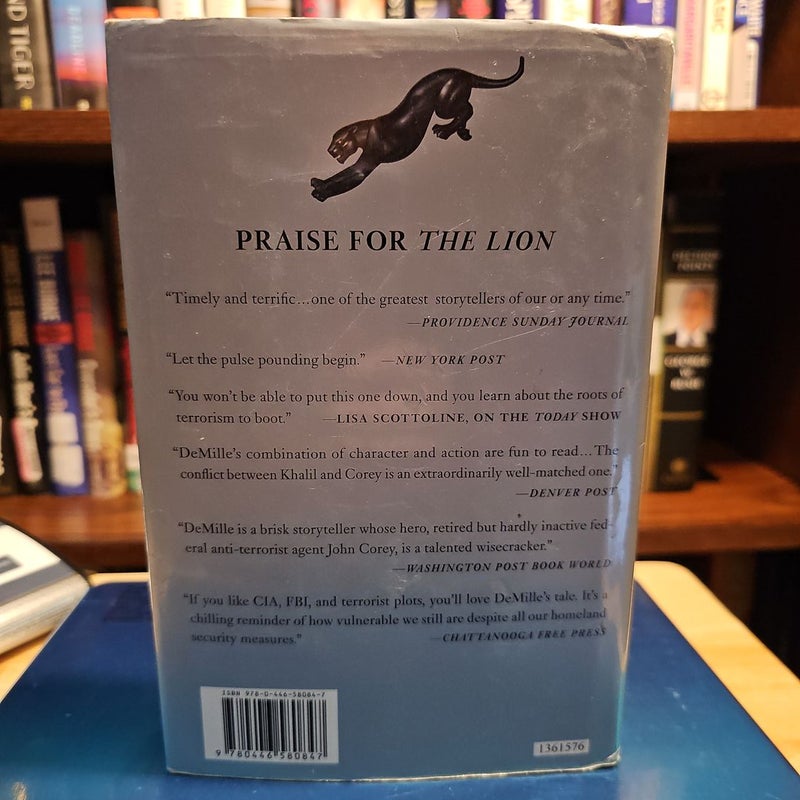 ND TIGER
PRAISE FOR THE LION
“Timely and terrific...one of the greatest storytellers of our or any time.”
—PROVIDENCE SUNDAY JOURNAL
“Let the pulse pounding begin.” —NEW YORK POST
“You won’t be able to put this one down, and you learn about the roots of
terrorism to boot.” —LISA SCOTTOLINE, ON THE TODAY SHOW
“DeMille’s combination of character and action are fun to read...The
conflict between Khalil and Corey is an extraordinarily well-matched one.”
—DENVER POST
“DeMille is a brisk storyteller whose hero, retired but hardly inactive fed-
eral anti-terrorist agent John Corey, is a talented wisecracker.”
—WASHINGTON POST BOOK WORLD
“If you like CIA, FBI, and terrorist plots, you’ll love DeMille’s tale. It’s a
chilling reminder of how vulnerable we still are despite all our homeland
security measures.” —CHATTANOOGA FREE PRESS
ISBN 978-0-446-58084-7
9 780446 580847
1361576